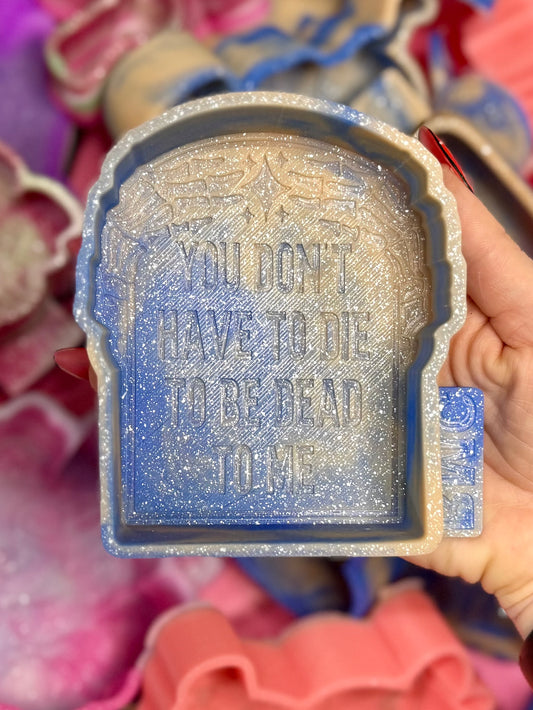 YOU DON'T
HAVE TO DIE
TO BE DEAD
TO ME